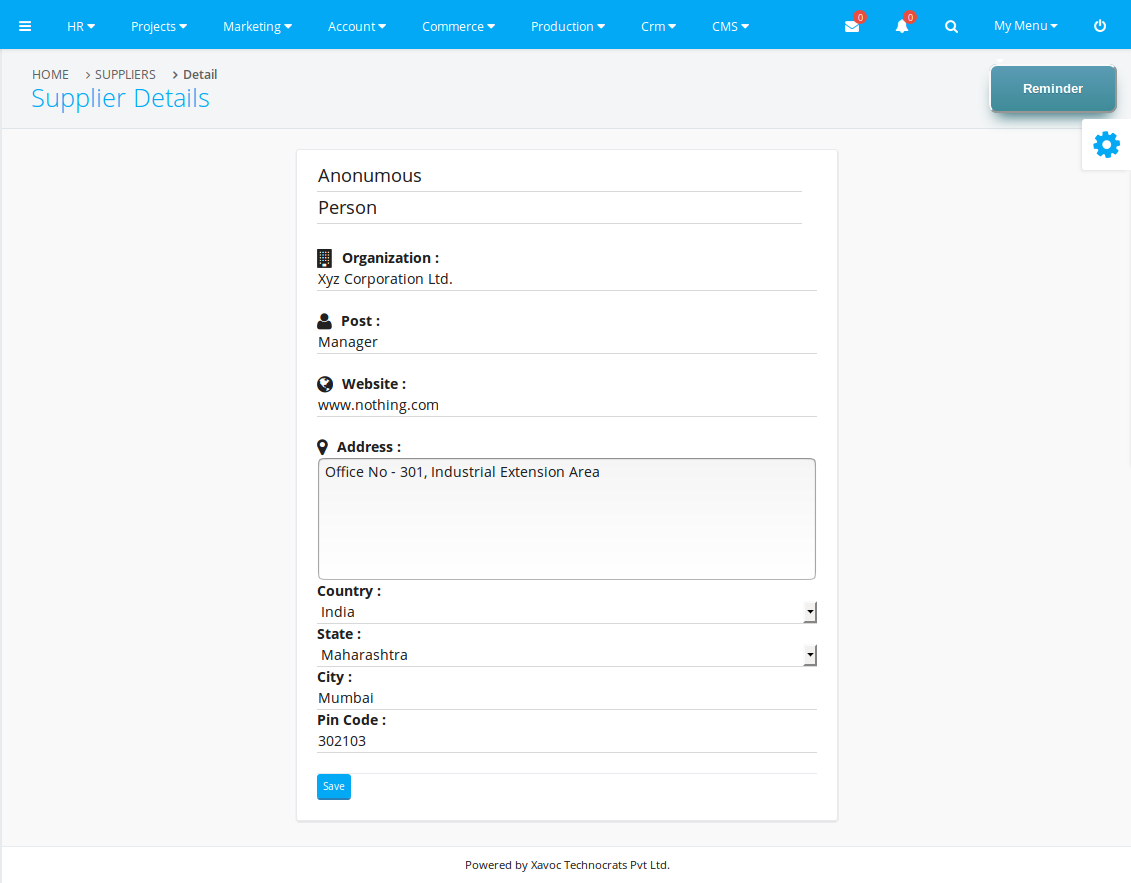 HR Projects Marketing Account Commerce Production Crm CMS 0 0 My Menu
HOME > SUPPLIERS > Detail
Supplier Details
Reminder
Anonumous
Person
Organization :
Xyz Corporation Ltd.
Post :
Manager
Website :
www.nothing.com
Address :
Office No - 301, Industrial Extension Area
Country :
India
State :
Maharashtra
City :
Mumbai
Pin Code :
302103
Save
Powered by Xavoc Technocrats Pvt Ltd.